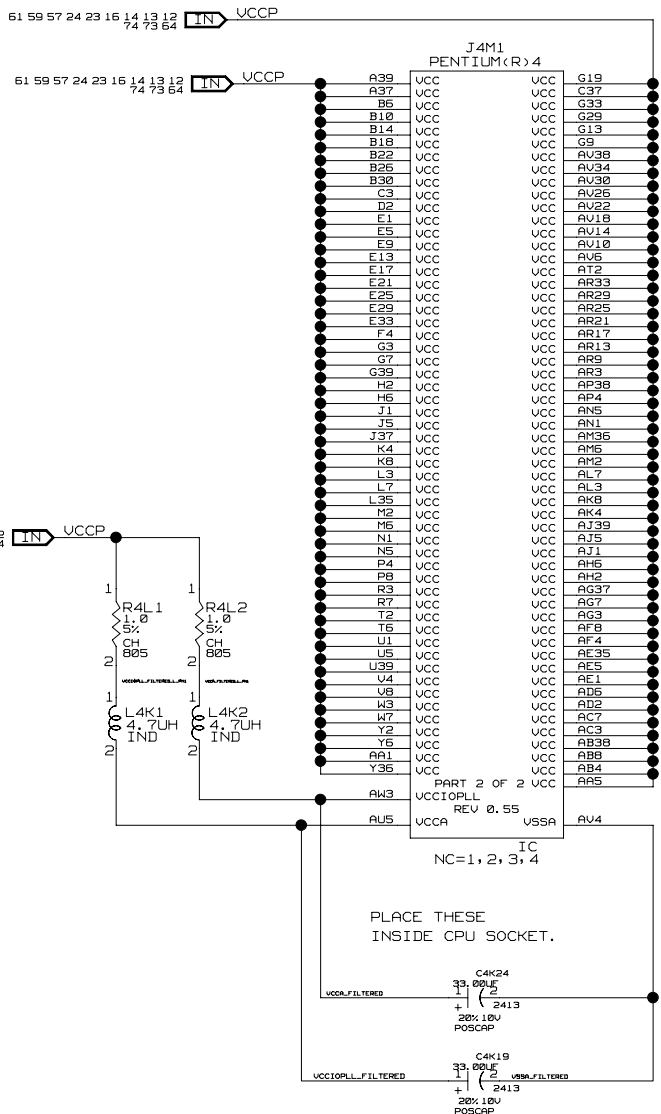 61 59 57 24 23 16 14 13 12
74 73 64
IN
VCCP
61 59 57 24 23 16 14 13 12
74 73 64
IN
VCCP
J4M1
PENTIUM(R)4
A39 VCC VCC G19
A37 VCC VCC C37
B6 VCC VCC G33
B10 VCC VCC G29
B14 VCC VCC G13
B18 VCC VCC G9
B22 VCC VCC AV38
B26 VCC VCC AV34
B30 VCC VCC AV30
C3 VCC VCC AV26
D2 VCC VCC AV22
E1 VCC VCC AV18
E5 VCC VCC AV14
E9 VCC VCC AV10
E13 VCC VCC AV6
E17 VCC VCC AT2
E21 VCC VCC AR33
E25 VCC VCC AR29
E29 VCC VCC AR25
E33 VCC VCC AR21
F4 VCC VCC AR17
G3 VCC VCC AR13
G7 VCC VCC AR9
G39 VCC VCC AR3
H2 VCC VCC AP38
H6 VCC VCC AP4
J1 VCC VCC AN5
J5 VCC VCC AN1
J37 VCC VCC AM36
K4 VCC VCC AM6
K8 VCC VCC AM2
L3 VCC VCC AL7
L7 VCC VCC AL3
L35 VCC VCC AK8
M2 VCC VCC AK4
M6 VCC VCC AJ39
N1 VCC VCC AJ5
N5 VCC VCC AJ1
P4 VCC VCC AH6
P8 VCC VCC AH2
R3 VCC VCC AG37
R7 VCC VCC AG7
T2 VCC VCC AG3
T6 VCC VCC AF8
U1 VCC VCC AF4
U5 VCC VCC AE35
U39 VCC VCC AE5
V4 VCC VCC AE1
V8 VCC VCC AD6
W3 VCC VCC AD2
W7 VCC VCC AC7
Y2 VCC VCC AC3
Y6 VCC VCC AB38
AA1 VCC VCC AB8
Y36 VCC VCC AB4
PART 2 OF 2 VCC AA5
AW3 VCCIOPLL
REV 0.55
AU5 VCCA VSSA AV4
IC
NC=1,2,3,4
IN
VCCP
1
R4L1
1.0
5%
CH
805
2
1
R4L2
1.0
5%
CH
805
2
1
L4K1
4.7UH
IND
2
1
L4K2
4.7UH
IND
2
PLACE THESE
INSIDE CPU SOCKET.
C4K24
33.00UF
VCCA_FILTERED
1 2
+ 2413
20% 10V
POSCAP
C4K19
33.00UF
VCCIOPLL_FILTERED
1 2 VSSA_FILTERED
+ 2413
20% 10V
POSCAP